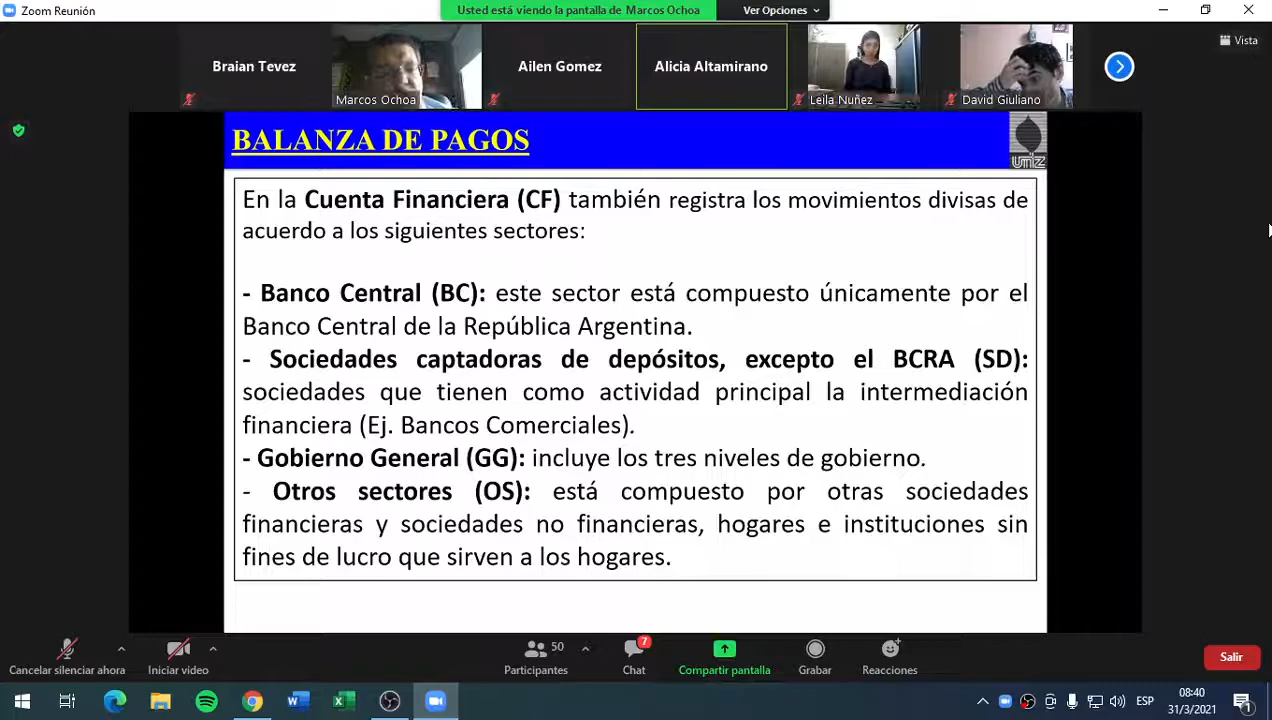 Zoom Reunión
Usted está viendo la pantalla de Marcos Ochoa
Ver Opciones
Vista
Braian Tevez
Marcos Ochoa
Ailen Gomez
Alicia Altamirano
Leila Nuñez
David Giuliano
BALANZA DE PAGOS
UNLZ
En la Cuenta Financiera (CF) también registra los movimientos divisas de
acuerdo a los siguientes sectores:
- Banco Central (BC): este sector está compuesto únicamente por el
Banco Central de la República Argentina.
- Sociedades captadoras de depósitos, excepto el BCRA (SD):
sociedades que tienen como actividad principal la intermediación
financiera (Ej. Bancos Comerciales).
- Gobierno General (GG): incluye los tres niveles de gobierno.
- Otros sectores (OS): está compuesto por otras sociedades
financieras y sociedades no financieras, hogares e instituciones sin
fines de lucro que sirven a los hogares.
Cancelar silenciar ahora
Iniciar video
50
Participantes
7
Chat
Compartir pantalla
Grabar
Reacciones
Salir
ESP
08:40
31/3/2021
1